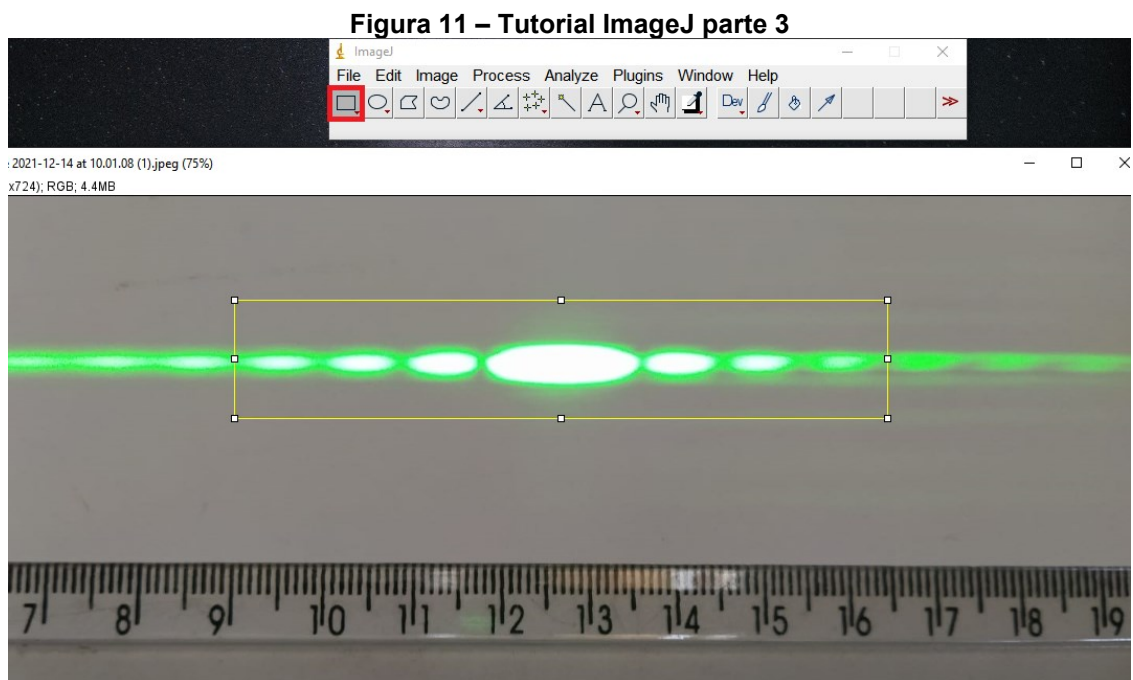 Figura 11 – Tutorial ImageJ parte 3
ImageJ
File Edit Image Process Analyze Plugins Window Help
Dev
2021-12-14 at 10.01.08 (1).jpeg (75%)
x724); RGB; 4.4MB
7 8 9 10 11 12 13 14 15 16 17 18 19